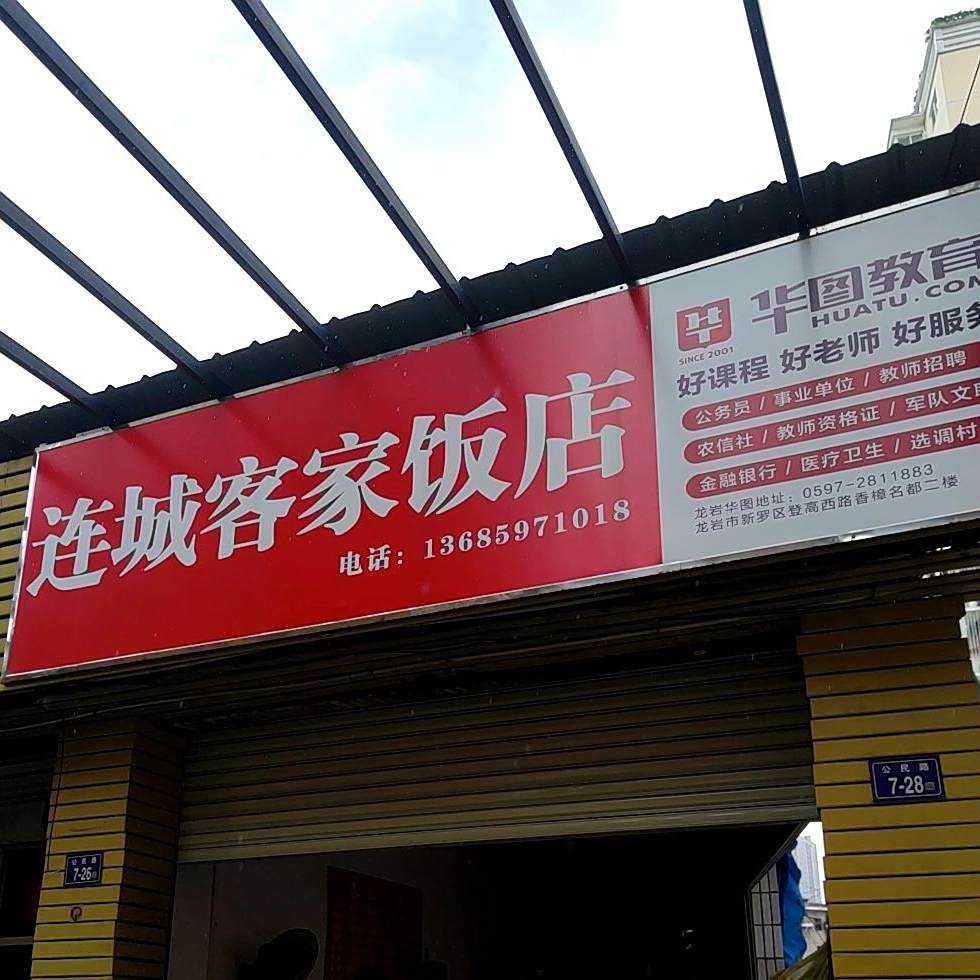 连城客家饭店
电话：13685971018
华图教育
HUATU.COM
SINCE 2001
好课程 好老师 好服务
公务员 / 事业单位 / 教师招聘
农信社 / 教师资格证 / 军队文职
金融银行 / 医疗卫生 / 选调村
龙岩华图地址：0597-2811883
龙岩市新罗区登高西路香樟名都二楼
公民路
7-28
公民路
7-26